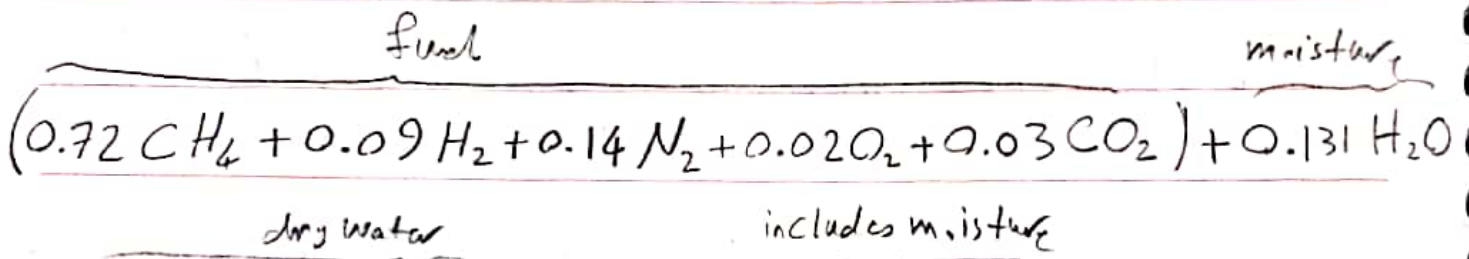 fuel moisture
(0.72 CH₄ + 0.09 H₂ + 0.14 N₂ + 0.02 O₂ + 0.03 CO₂) + 0.131 H₂O
dry water includes moisture